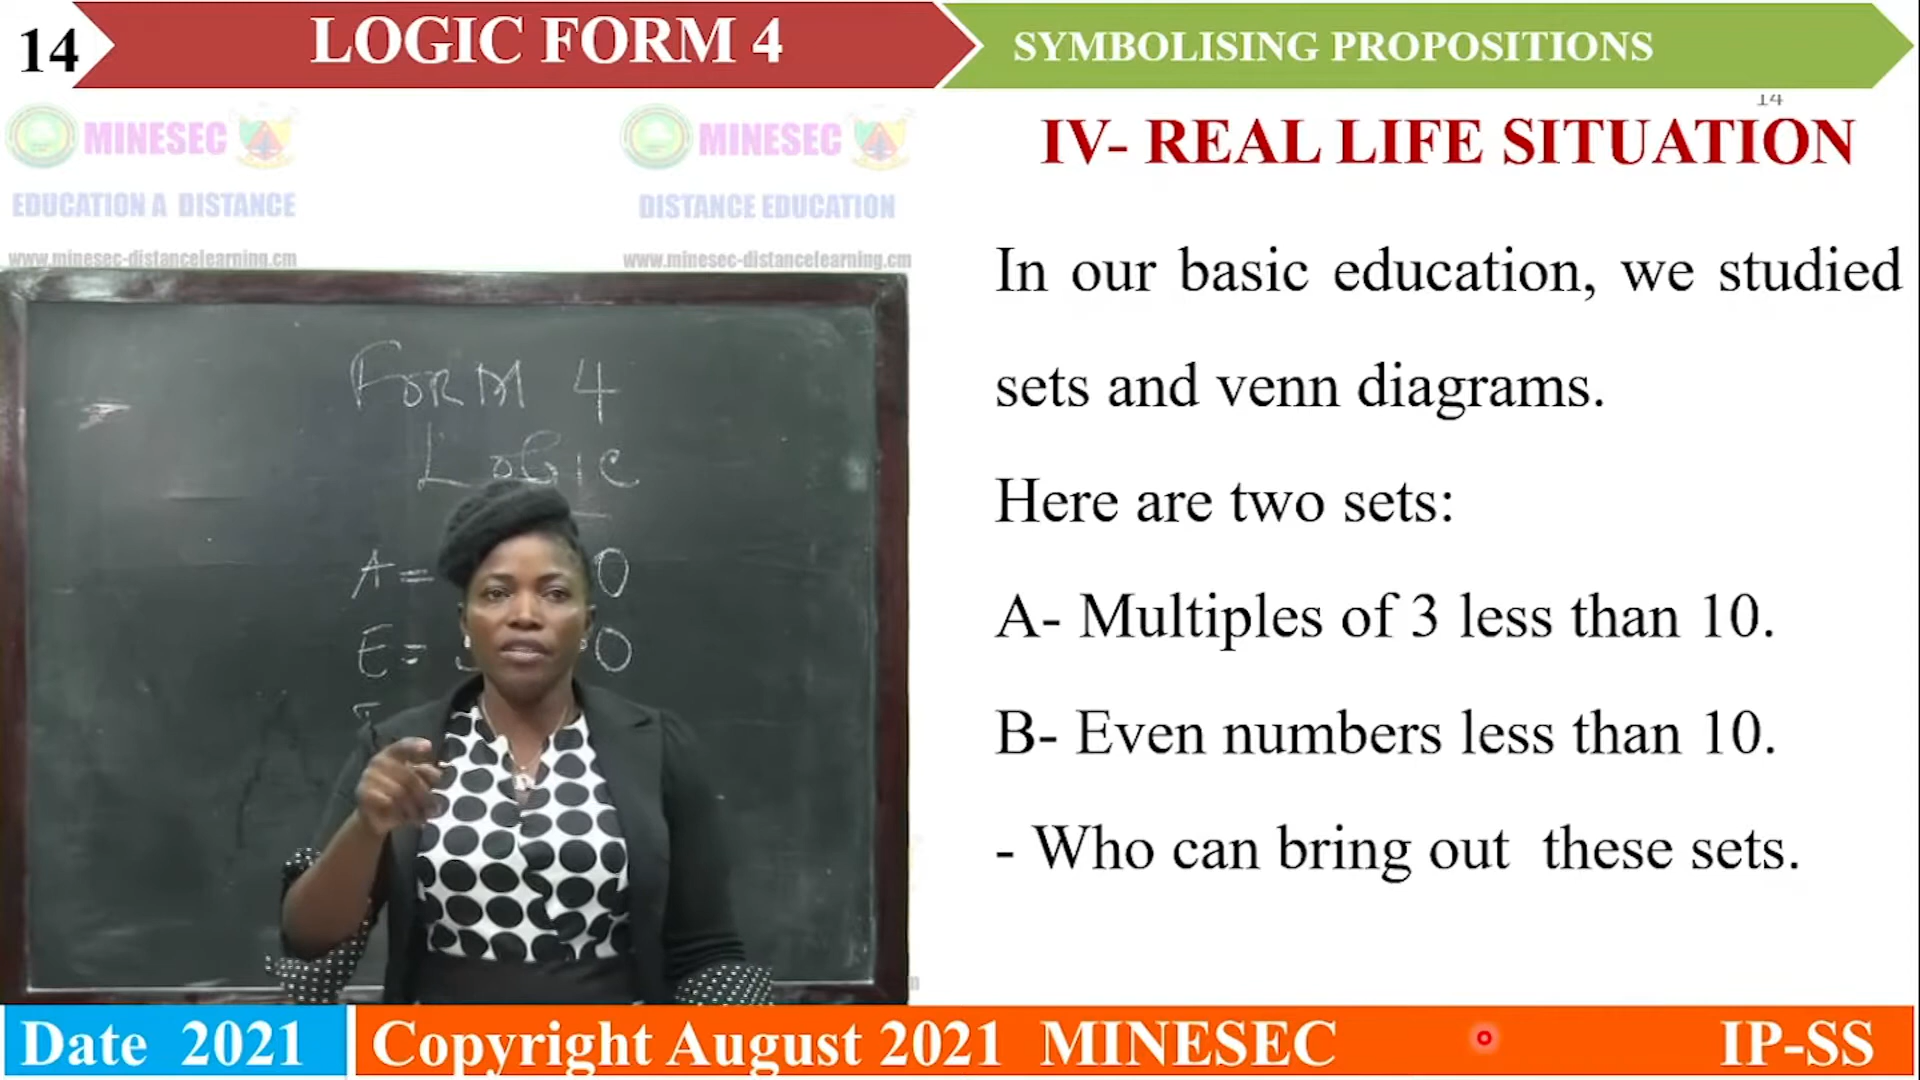 14
LOGIC FORM 4
SYMBOLISING PROPOSITIONS
14
MINESEC
EDUCATION A DISTANCE
www.minesec-distancelearning.cm
MINESEC
DISTANCE EDUCATION
www.minesec-distancelearning.cm
FORM 4
LOGIC
A = 0
E = 0
IV- REAL LIFE SITUATION
In our basic education, we studied
sets and venn diagrams.
Here are two sets:
A- Multiples of 3 less than 10.
B- Even numbers less than 10.
- Who can bring out these sets.
Date 2021
Copyright August 2021 MINESEC
IP-SS